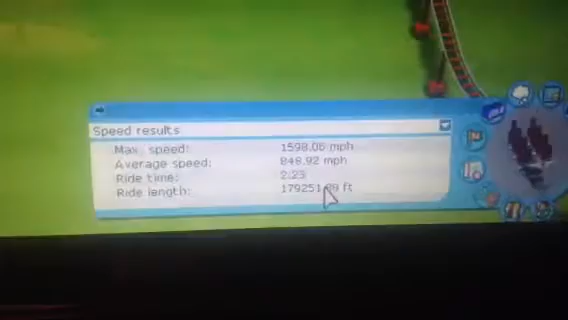 Speed results
Max. speed: 1598.06 mph
Average speed: 848.92 mph
Ride time: 2:23
Ride length: 179251.89 ft